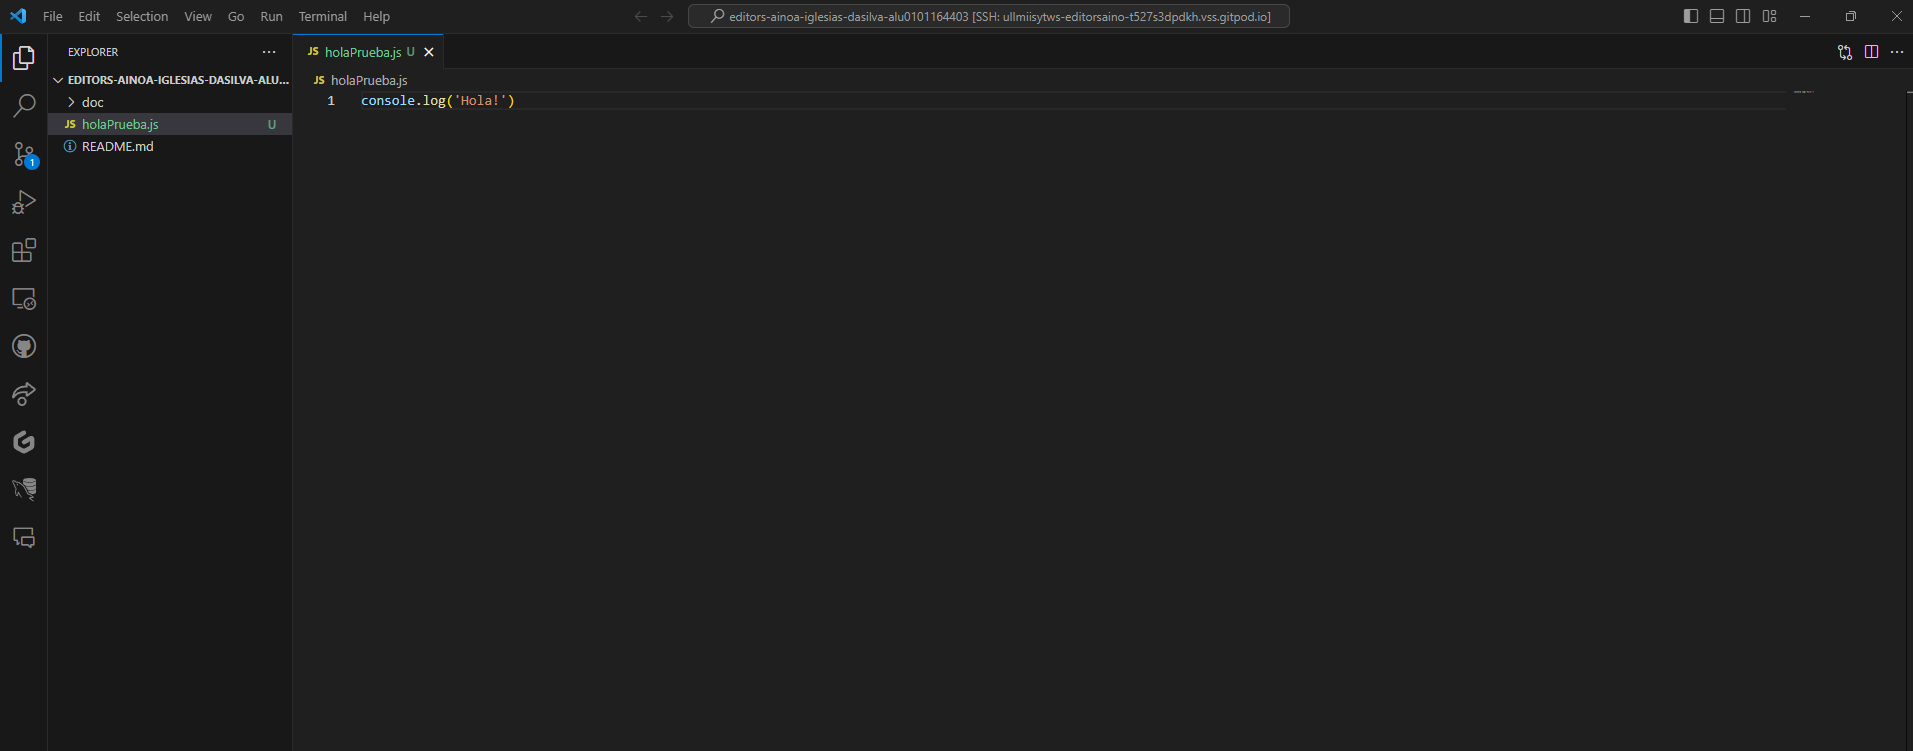 File Edit Selection View Go Run Terminal Help
editors-ainoa-iglesias-dasilva-alu0101164403 [SSH: ullmiisytws-editorsaino-t527s3dpdkh.vss.gitpod.io]
EXPLORER
EDITORS-AINOA-IGLESIAS-DASILVA-ALU...
doc
JS holaPrueba.js U
README.md
1
JS holaPrueba.js U
JS holaPrueba.js
1 console.log('Hola!')